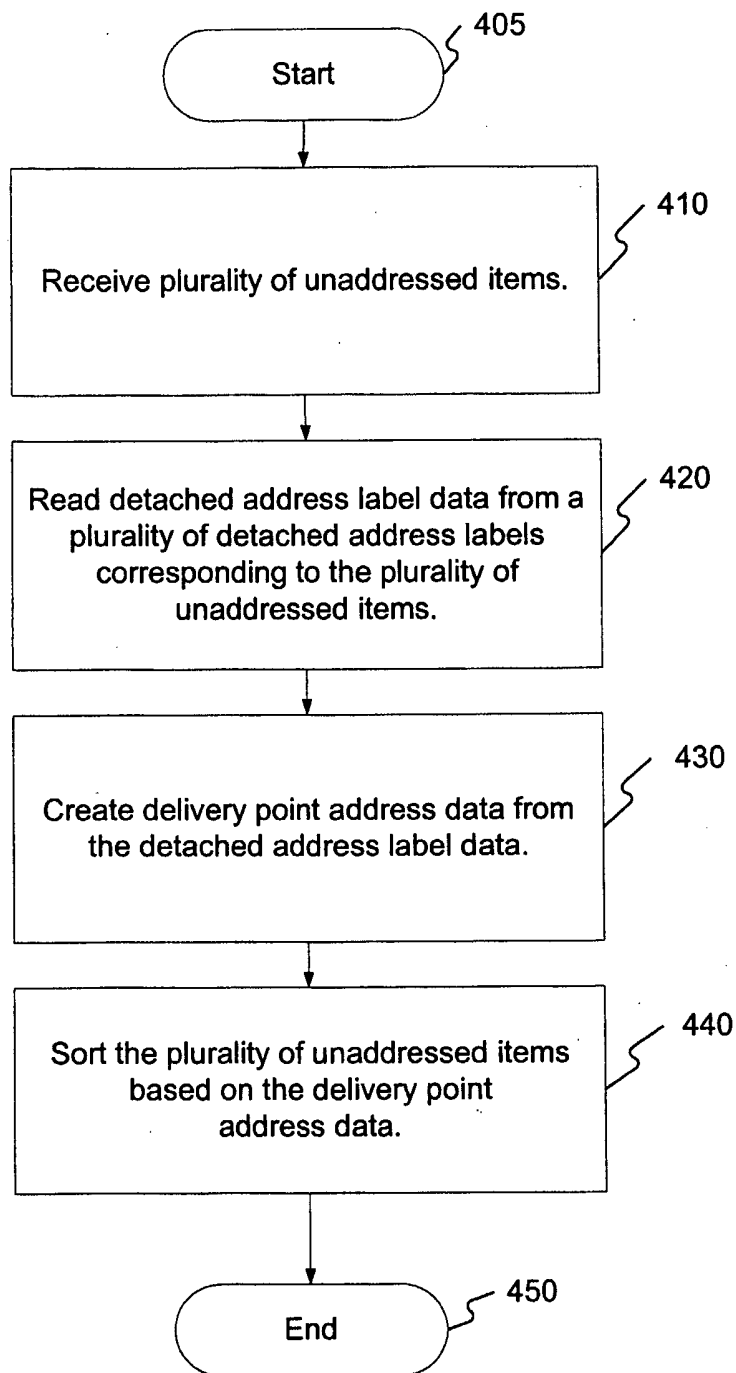 405
Start
410
Receive plurality of unaddressed items.
420
Read detached address label data from a
plurality of detached address labels
corresponding to the plurality of
unaddressed items.
430
Create delivery point address data from
the detached address label data.
440
Sort the plurality of unaddressed items
based on the delivery point
address data.
450
End